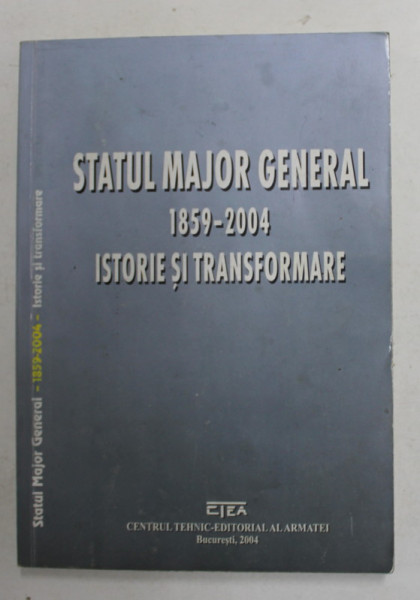 STATUL MAJOR GENERAL
1859-2004
ISTORIE ȘI TRANSFORMARE
Statul Major General - 1859-2004 - Istorie și transformare
CTEA
CENTRUL TEHNIC-EDITORIAL AL ARMATEI
București, 2004